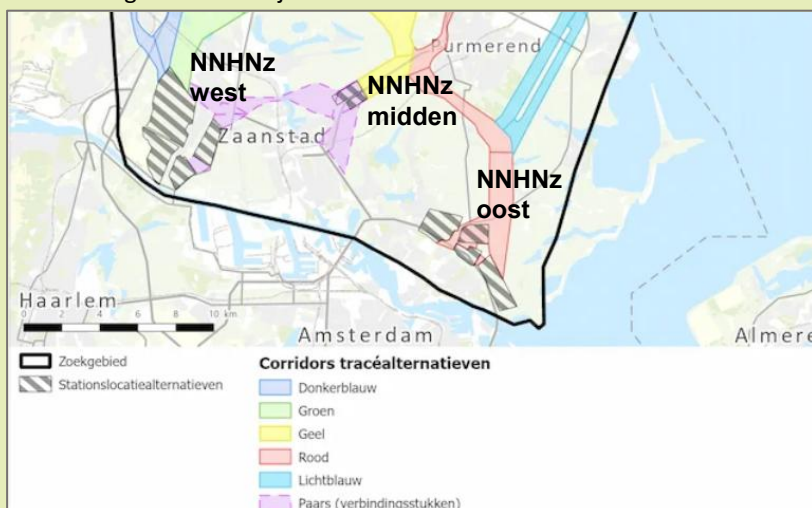 NNHNz
west
Purmerend
NNHNz
midden
Zaanstad
NNHNz
oost
Haarlem
0 2 4 6 8 10 km
Amsterdam
Almere
Zoekgebied
Stationslocatiealternatieven
Corridors tracéalternatieven
Donkerblauw
Groen
Geel
Rood
Lichtblauw
Paars (verbindingsstukken)